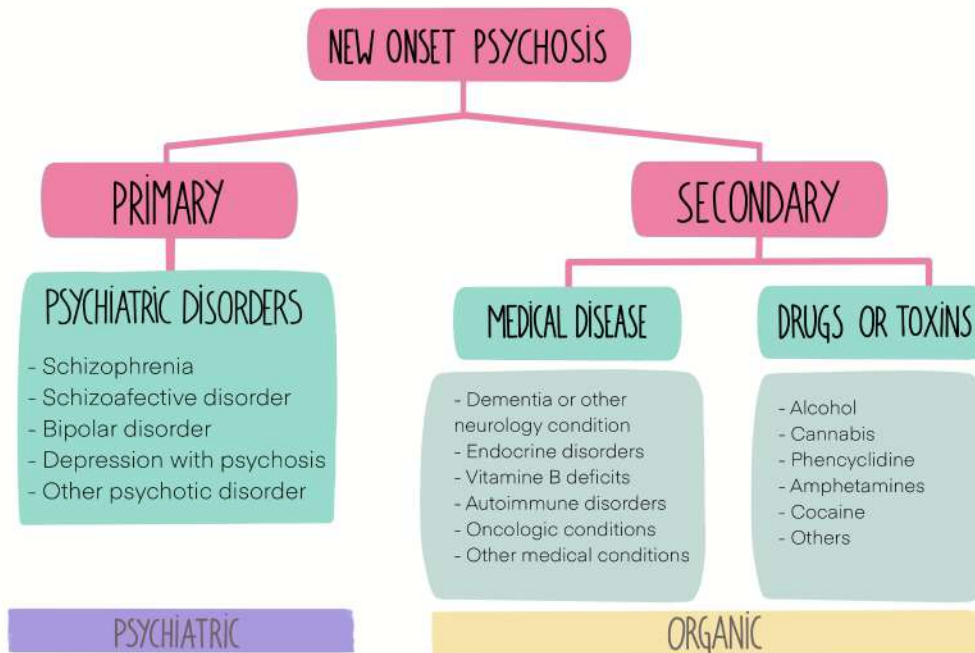 NEW ONSET PSYCHOSIS
PRIMARY
SECONDARY
PSYCHIATRIC DISORDERS
- Schizophrenia
- Schizoafective disorder
- Bipolar disorder
- Depression with psychosis
- Other psychotic disorder
MEDICAL DISEASE
- Dementia or other
neurology condition
- Endocrine disorders
- Vitamine B deficits
- Autoimmune disorders
- Oncologic conditions
- Other medical conditions
DRUGS OR TOXINS
- Alcohol
- Cannabis
- Phencyclidine
- Amphetamines
- Cocaine
- Others
PSYCHIATRIC
ORGANIC